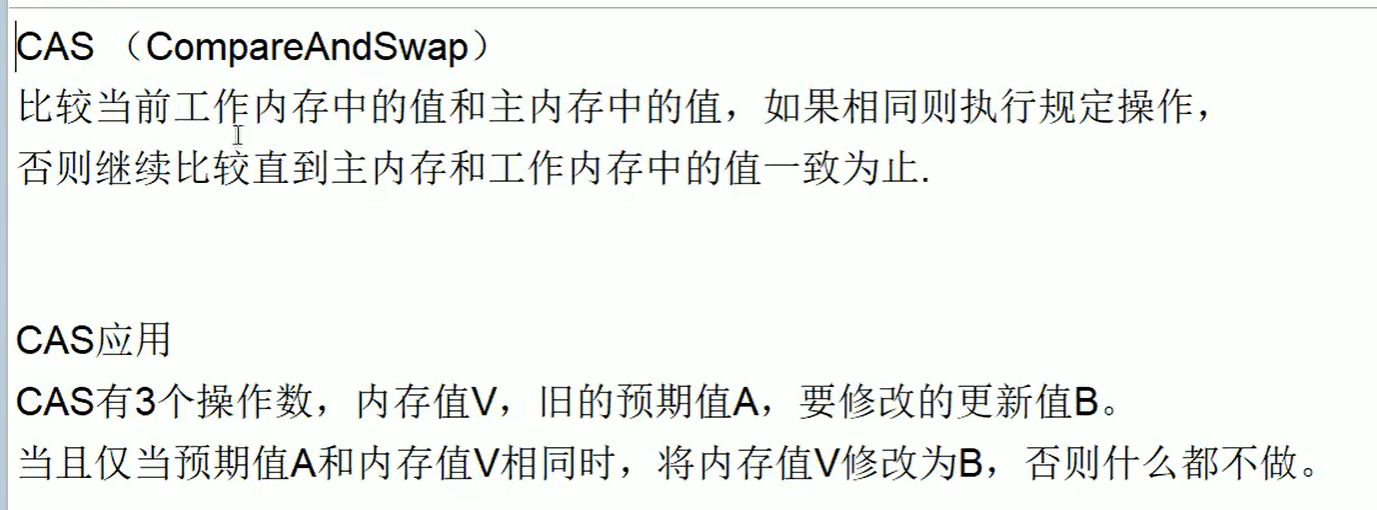 CAS （CompareAndSwap）
比较当前工作内存中的值和主内存中的值，如果相同则执行规定操作，
否则继续比较直到主内存和工作内存中的值一致为止.
CAS应用
CAS有3个操作数，内存值V，旧的预期值A，要修改的更新值B。
当且仅当预期值A和内存值V相同时，将内存值V修改为B，否则什么都不做。